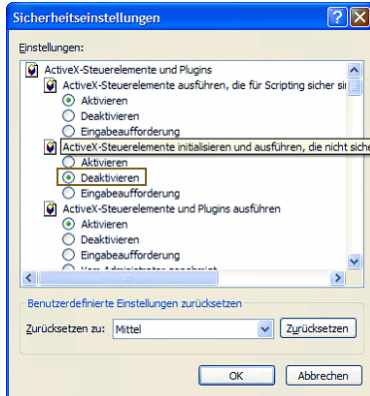 Sicherheitseinstellungen
Einstellungen:
ActiveX-Steuerelemente und Plugins
ActiveX-Steuerelemente ausführen, die für Scripting sicher
Aktivieren
Deaktivieren
Eingabeaufforderung
ActiveX-Steuerelemente initialisieren und ausführen, die nicht
Aktivieren
Deaktivieren
Eingabeaufforderung
ActiveX-Steuerelemente und Plugins ausführen
Aktivieren
Deaktivieren
Eingabeaufforderung
Benutzerdefinierte Einstellungen zurücksetzen
Zurücksetzen zu: Mittel Zurücksetzen
OK Abbrechen